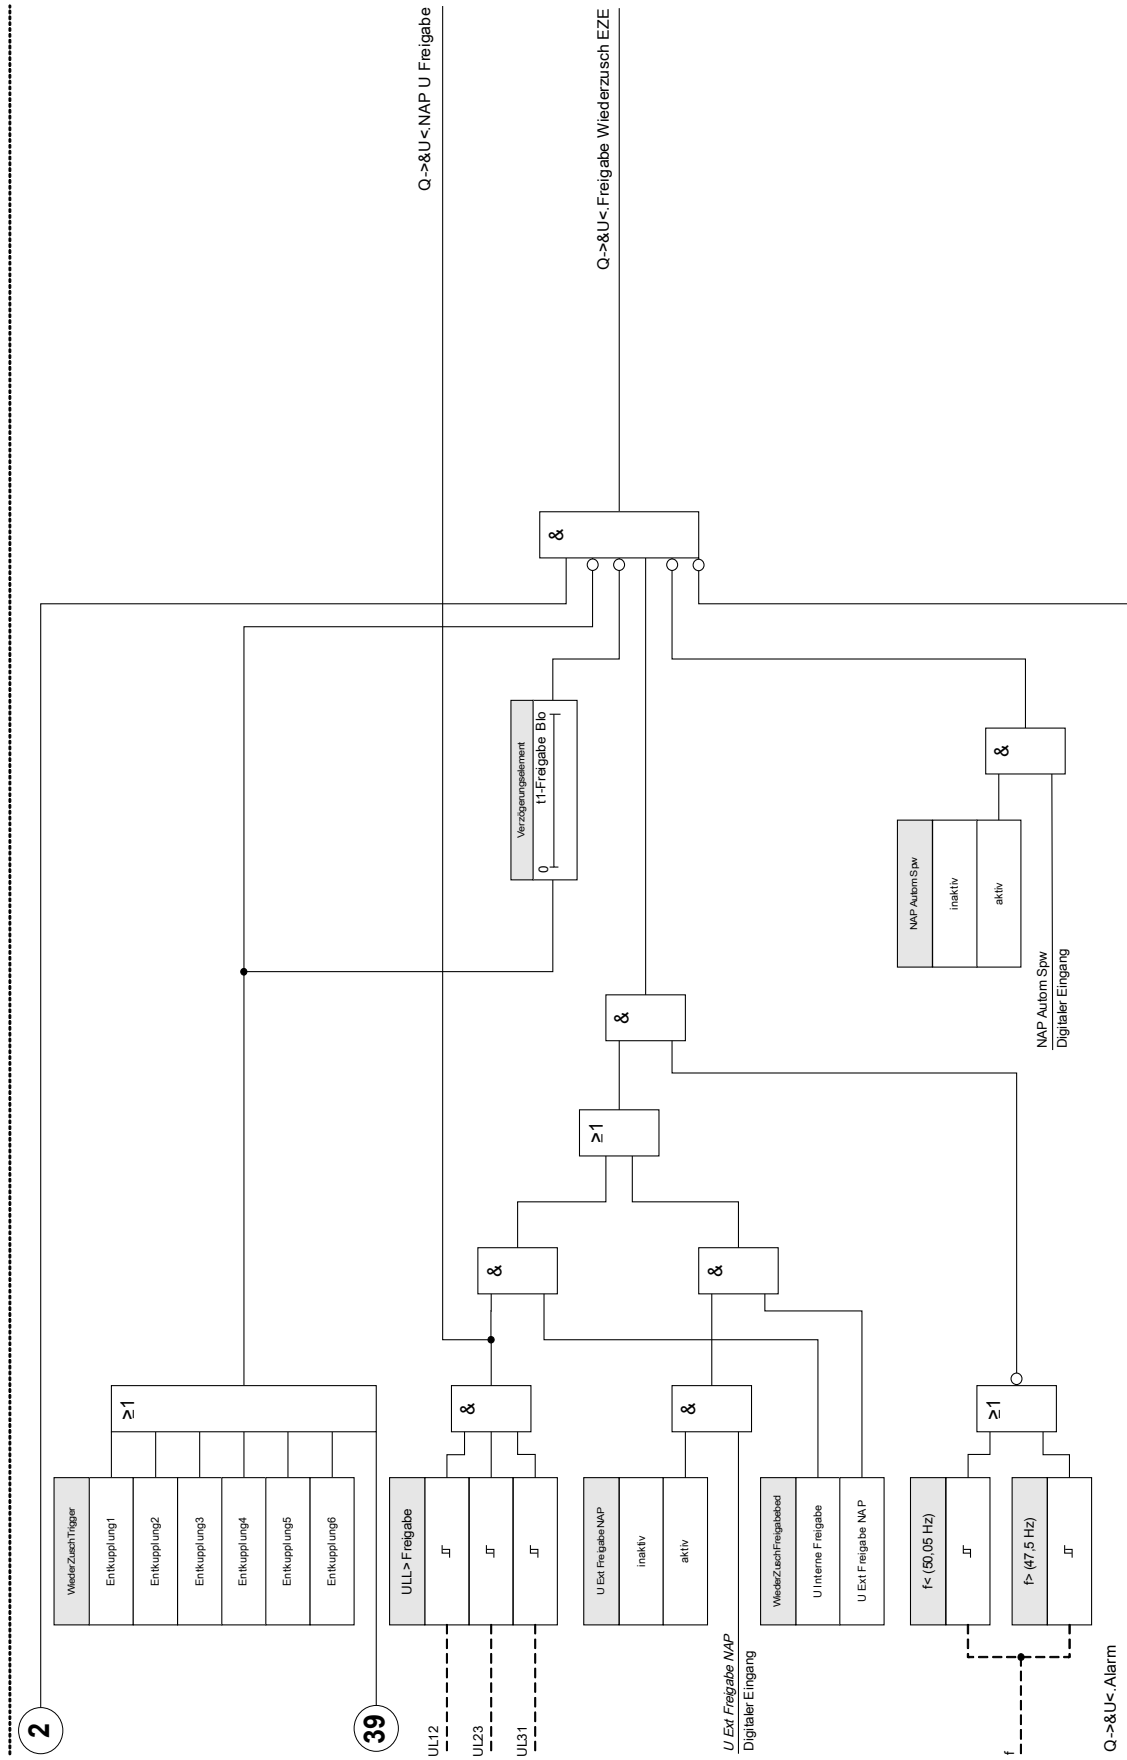 2
WiederZuschTrigger
Entkupplung1
Entkupplung2
Entkupplung3
Entkupplung4
Entkupplung5
Entkupplung6
≥1
39
Q->&U<.NAP U Freigabe
Q->&U<.Freigabe Wiederzusch EZE
UL12
UL23
UL31
ULL> Freigabe
&
&
Verzögerungselement
0
t1-Freigabe Blo
&
U Ext Freigabe NAP
inaktiv
aktiv
U Ext Freigabe NAP
Digitaler Eingang
&
&
≥1
&
WiederZuschFreigabebed
U Interne Freigabe
U Ext Freigabe NAP
NAP Autom Spw
inaktiv
aktiv
NAP Autom Spw
Digitaler Eingang
&
f
f< (50,05 Hz)
f> (47,5 Hz)
≥1
Q->&U<.Alarm